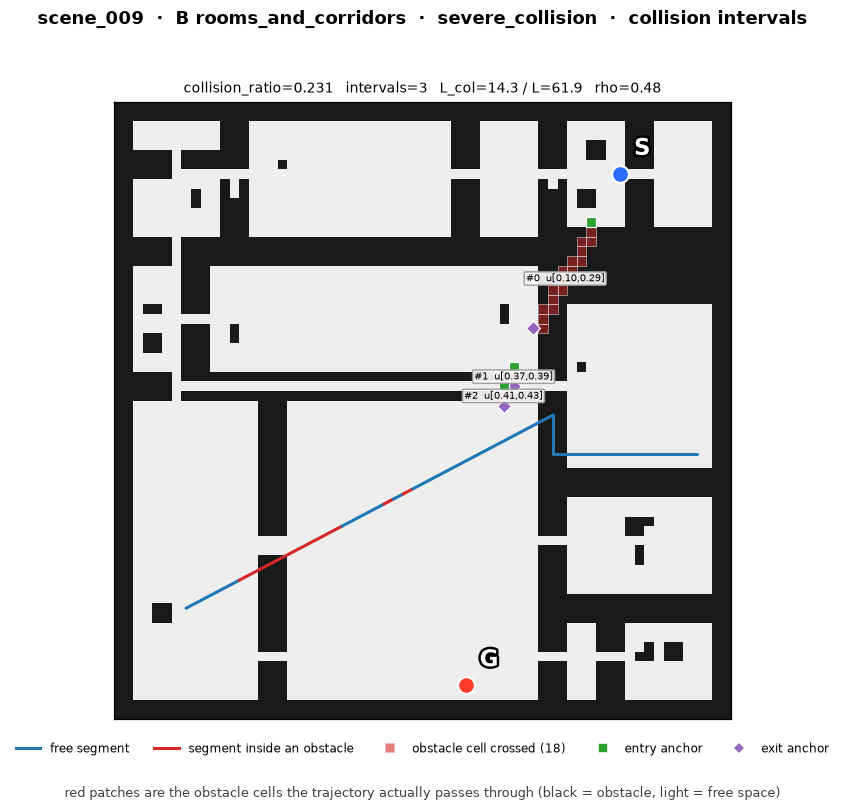 scene_009  ·  B rooms_and_corridors  ·  severe_collision  ·  collision intervals
collision_ratio=0.231   intervals=3   L_col=14.3 / L=61.9   rho=0.48
S
#0  u[0.10,0.29]
#1  u[0.37,0.39]
#2  u[0.41,0.43]
G
free segment
segment inside an obstacle
obstacle cell crossed (18)
entry anchor
exit anchor
red patches are the obstacle cells the trajectory actually passes through (black = obstacle, light = free space)